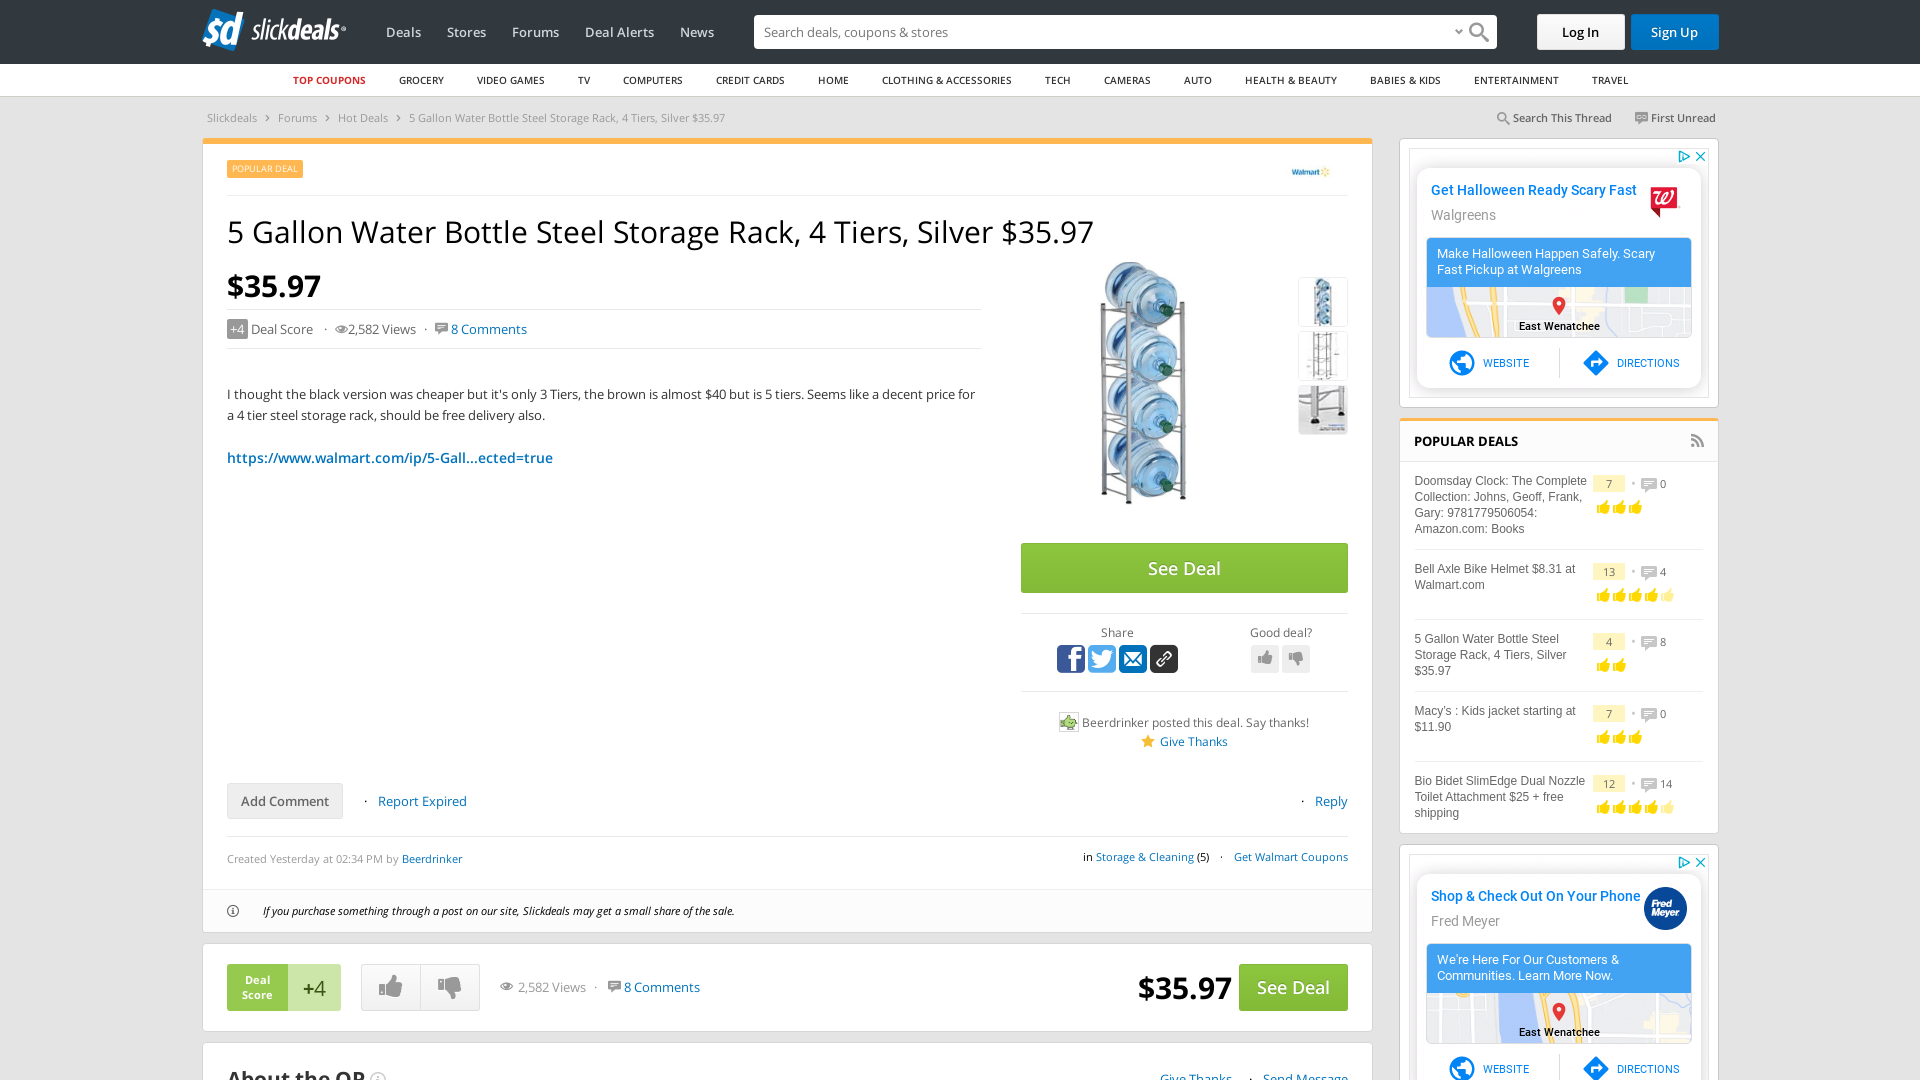 slickdeals
Deals
Stores
Forums
Deal Alerts
News
Search deals, coupons & stores
Log In
Sign Up
TOP COUPONS
GROCERY
VIDEO GAMES
TV
COMPUTERS
CREDIT CARDS
HOME
CLOTHING & ACCESSORIES
TECH
CAMERAS
AUTO
HEALTH & BEAUTY
BABIES & KIDS
ENTERTAINMENT
TRAVEL
Slickdeals › Forums › Hot Deals › 5 Gallon Water Bottle Steel Storage Rack, 4 Tiers, Silver $35.97
Search This Thread
First Unread
POPULAR DEAL
Walmart
5 Gallon Water Bottle Steel Storage Rack, 4 Tiers, Silver $35.97
$35.97
+4 Deal Score · 2,582 Views · 8 Comments
I thought the black version was cheaper but it's only 3 Tiers, the brown is almost $40 but is 5 tiers. Seems like a decent price for
a 4 tier steel storage rack, should be free delivery also.
https://www.walmart.com/ip/5-Gall...ected=true
See Deal
Share
Good deal?
Beerdrinker posted this deal. Say thanks!
Give Thanks
Add Comment
· Report Expired
· Reply
Created Yesterday at 02:34 PM by Beerdrinker
in Storage & Cleaning (5) · Get Walmart Coupons
If you purchase something through a post on our site, Slickdeals may get a small share of the sale.
Deal
Score
+4
2,582 Views · 8 Comments
$35.97
See Deal
About the OP
Give Thanks · Send Message
Get Halloween Ready Scary Fast
Walgreens
Make Halloween Happen Safely. Scary
Fast Pickup at Walgreens
East Wenatchee
WEBSITE
DIRECTIONS
POPULAR DEALS
Doomsday Clock: The Complete
Collection: Johns, Geoff, Frank,
Gary: 9781779506054:
Amazon.com: Books
7 • 0
Bell Axle Bike Helmet $8.31 at
Walmart.com
13 • 4
5 Gallon Water Bottle Steel
Storage Rack, 4 Tiers, Silver
$35.97
4 • 8
Macy's : Kids jacket starting at
$11.90
7 • 0
Bio Bidet SlimEdge Dual Nozzle
Toilet Attachment $25 + free
shipping
12 • 14
Shop & Check Out On Your Phone
Fred Meyer
Fred
Meyer
We're Here For Our Customers &
Communities. Learn More Now.
East Wenatchee
WEBSITE
DIRECTIONS